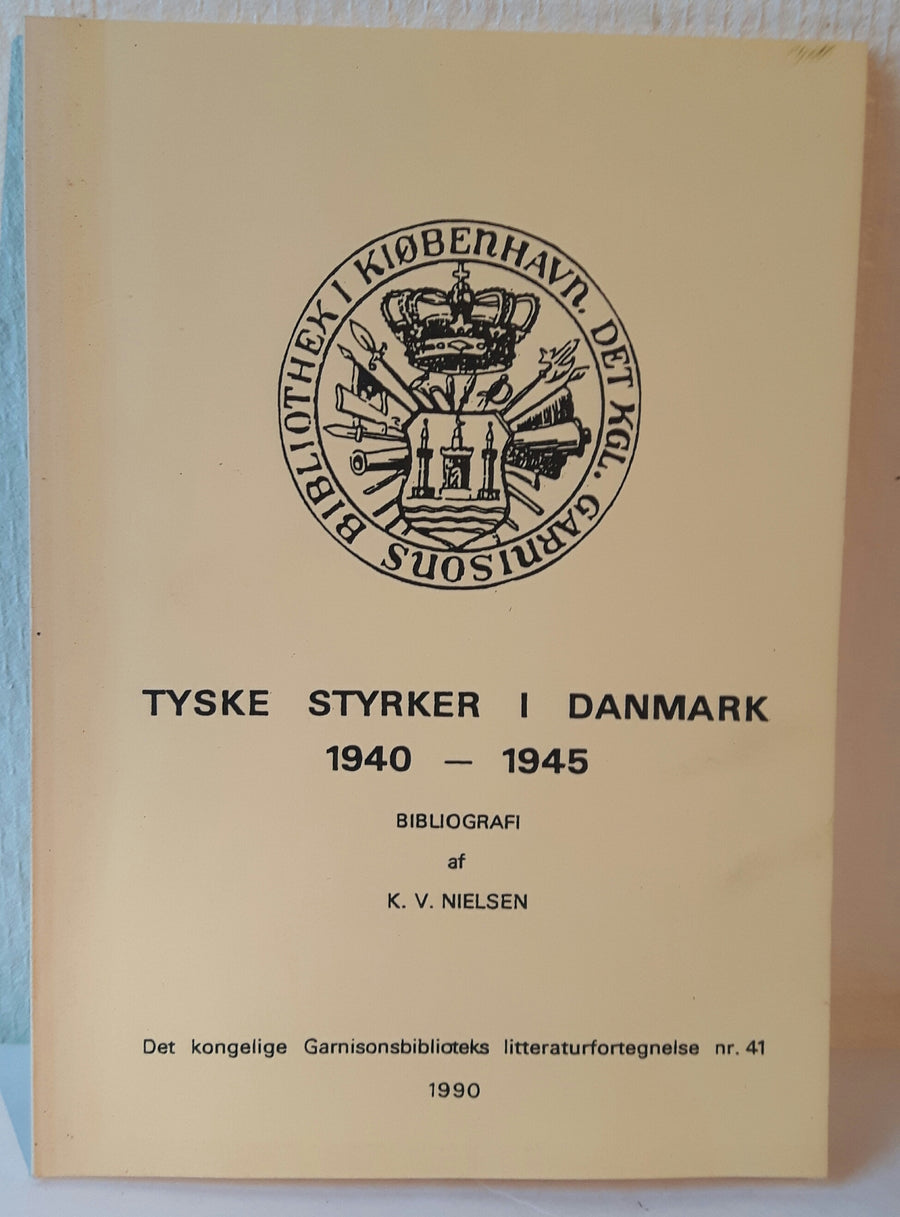 DET KGL. GARNISONS BIBLIOTHEK I KIØBENHAVN.
TYSKE STYRKER I DANMARK
1940 — 1945
BIBLIOGRAFI
af
K. V. NIELSEN
Det kongelige Garnisonsbiblioteks litteraturfortegnelse nr. 41
1990